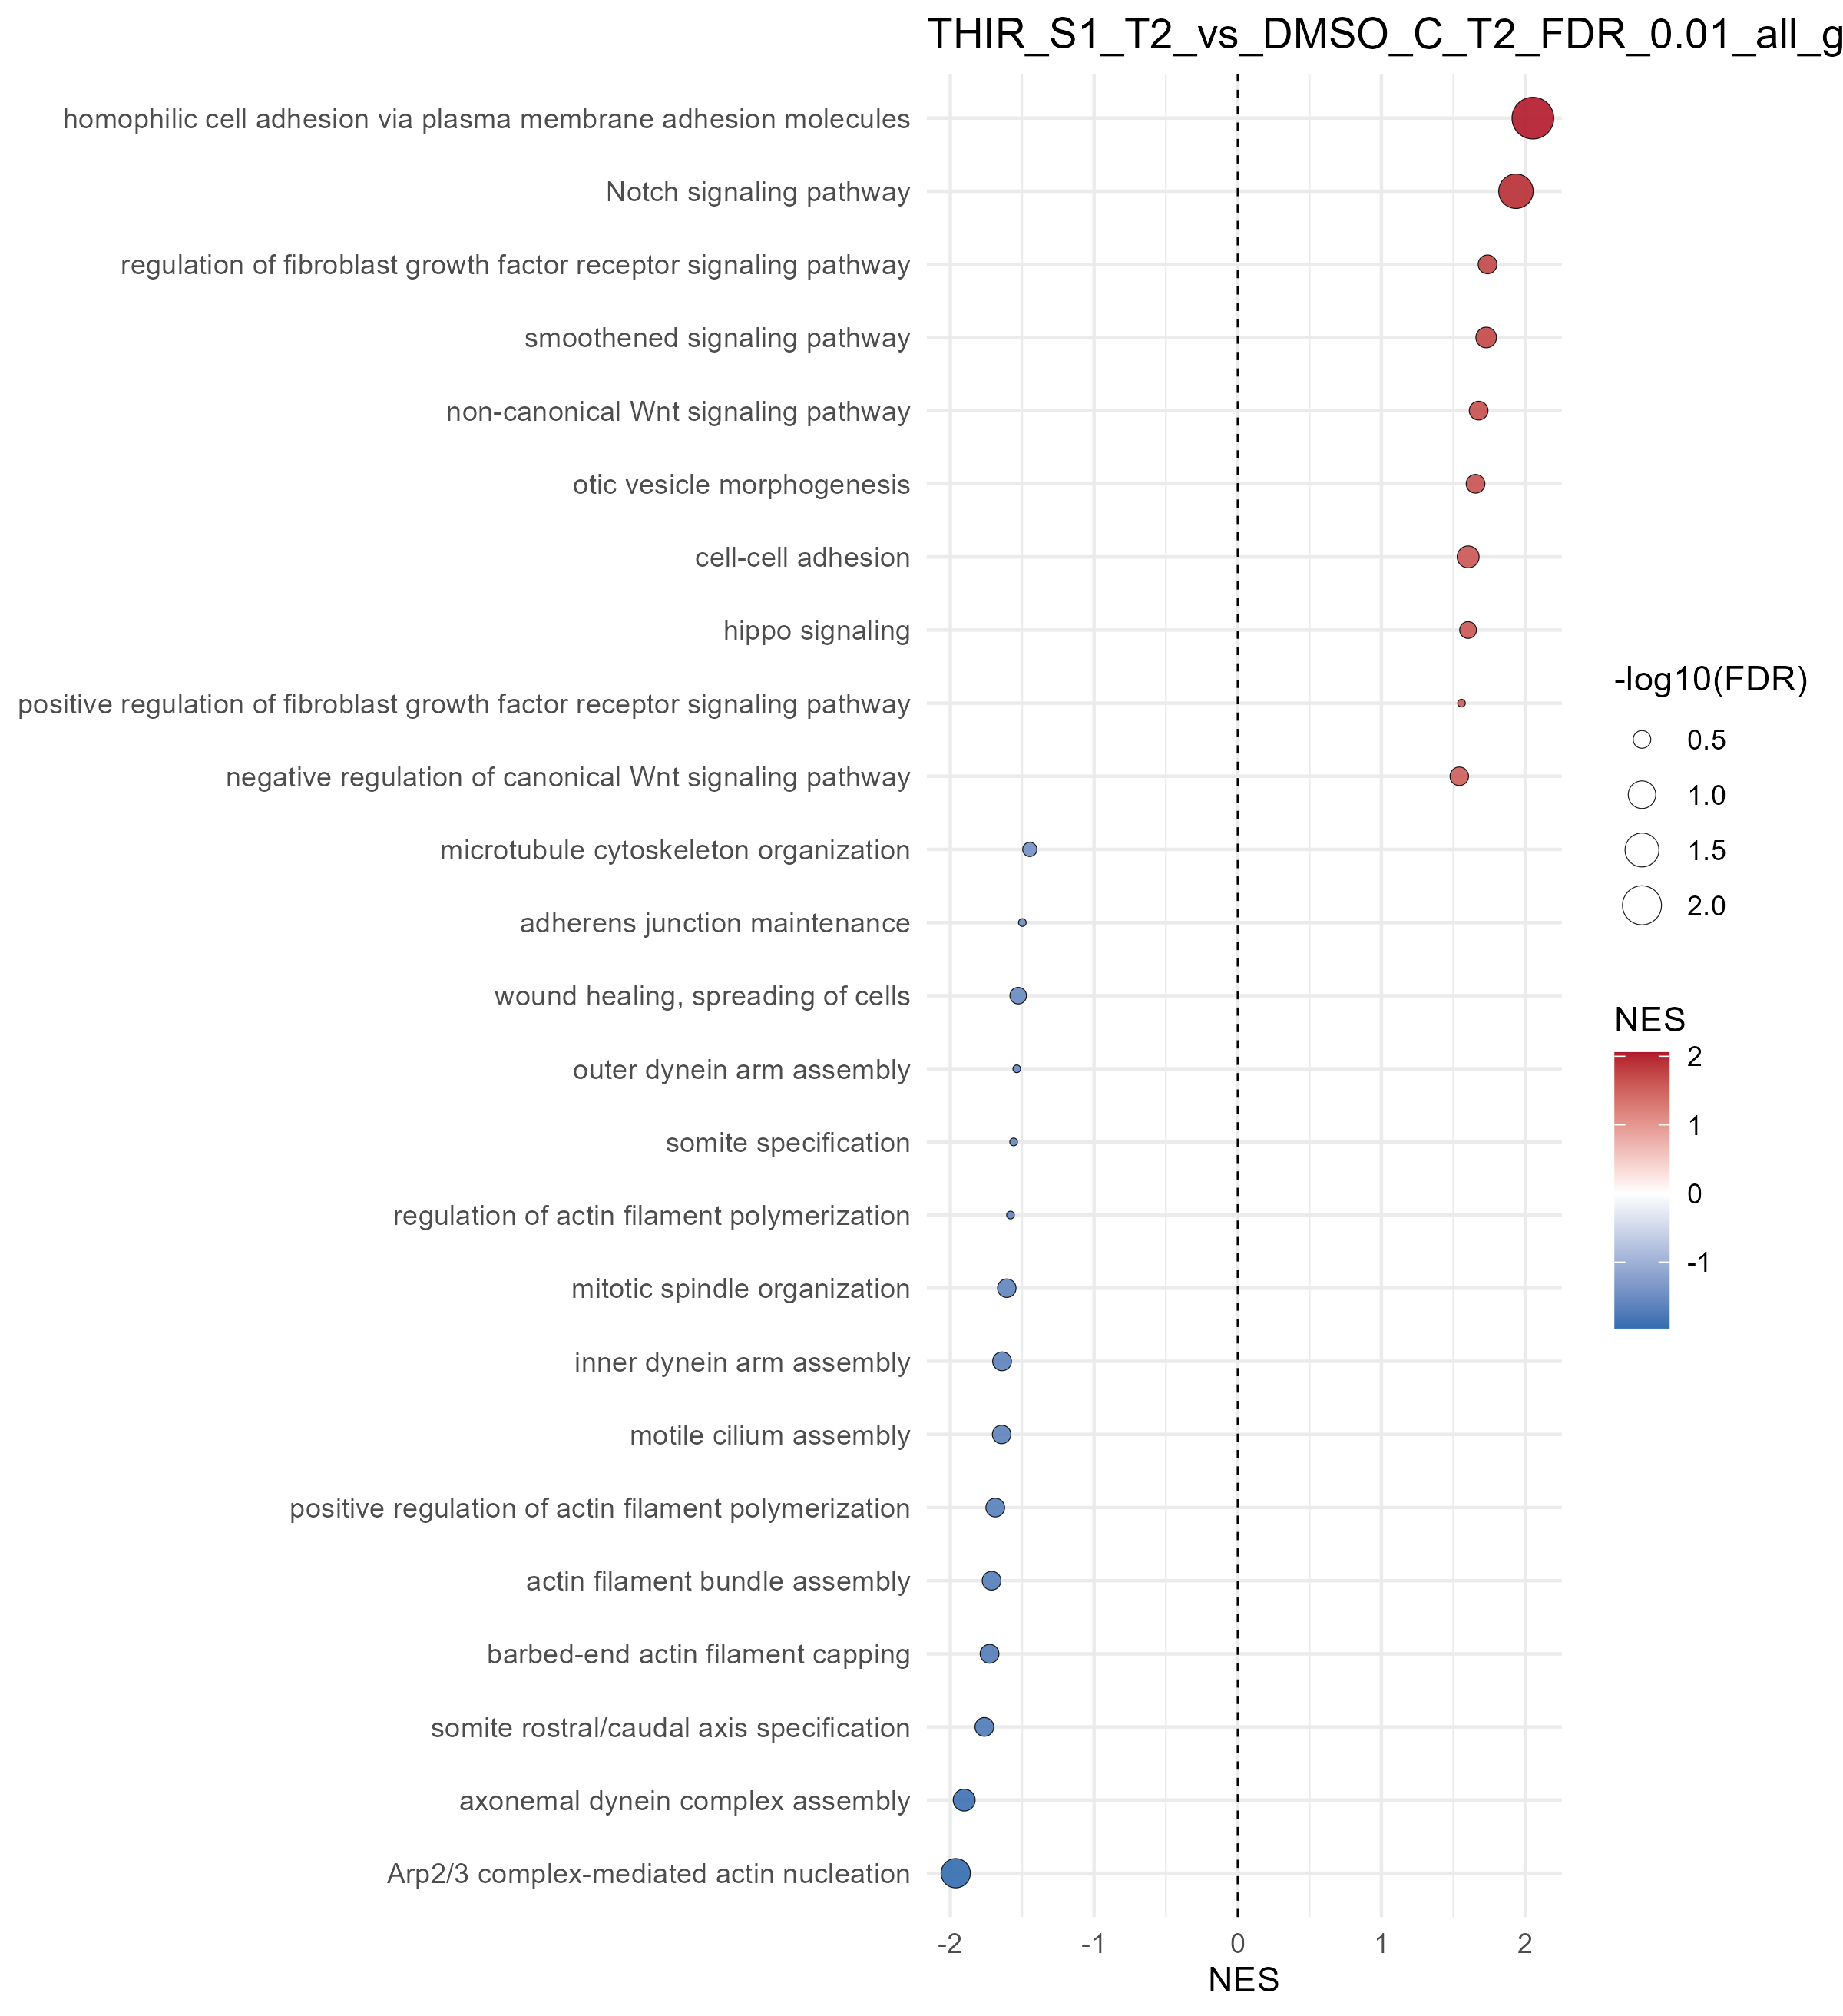 THIR_S1_T2_vs_DMSO_C_T2_FDR_0.01_all_g
homophilic cell adhesion via plasma membrane adhesion molecules
Notch signaling pathway
regulation of fibroblast growth factor receptor signaling pathway
smoothened signaling pathway
non-canonical Wnt signaling pathway
otic vesicle morphogenesis
cell-cell adhesion
hippo signaling
positive regulation of fibroblast growth factor receptor signaling pathway
negative regulation of canonical Wnt signaling pathway
microtubule cytoskeleton organization
adherens junction maintenance
wound healing, spreading of cells
outer dynein arm assembly
somite specification
regulation of actin filament polymerization
mitotic spindle organization
inner dynein arm assembly
motile cilium assembly
positive regulation of actin filament polymerization
actin filament bundle assembly
barbed-end actin filament capping
somite rostral/caudal axis specification
axonemal dynein complex assembly
Arp2/3 complex-mediated actin nucleation
-2 -1 0 1 2
NES
-log10(FDR)
0.5
1.0
1.5
2.0
NES
2
1
0
-1